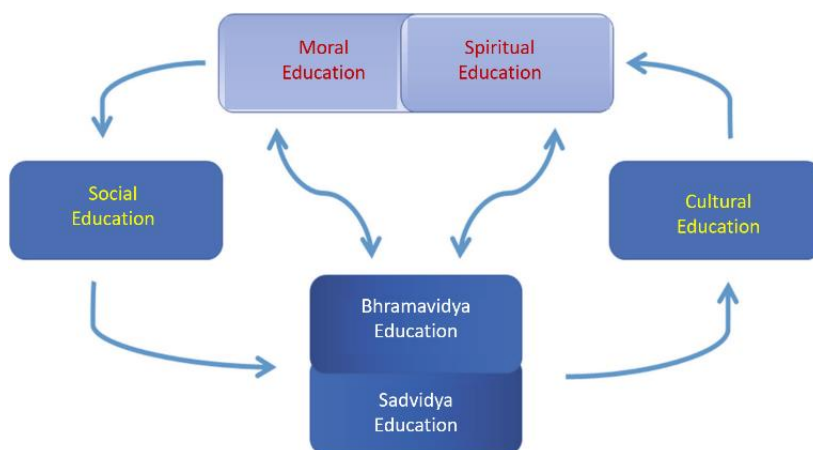 Moral
Education
Spiritual
Education
Social
Education
Cultural
Education
Bhramavidya
Education
Sadvidya
Education